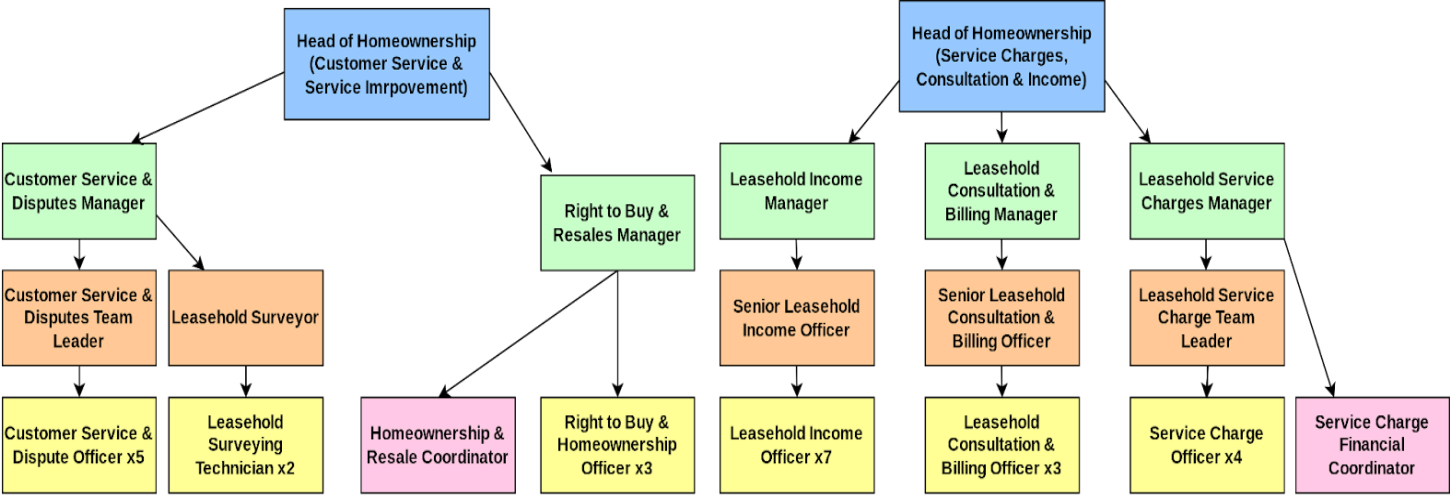 Head of Homeownership
(Customer Service &
Service Imrpovement)
Head of Homeownership
(Service Charges,
Consultation & Income)
Customer Service &
Disputes Manager
Right to Buy &
Resales Manager
Leasehold Income
Manager
Leasehold
Consultation &
Billing Manager
Leasehold Service
Charges Manager
Customer Service &
Disputes Team
Leader
Leasehold Surveyor
Senior Leasehold
Income Officer
Senior Leasehold
Consultation &
Billing Officer
Leasehold Service
Charge Team
Leader
Customer Service &
Dispute Officer x5
Leasehold
Surveying
Technician x2
Homeownership &
Resale Coordinator
Right to Buy &
Homeownership
Officer x3
Leasehold Income
Officer x7
Leasehold
Consultation &
Billing Officer x3
Service Charge
Officer x4
Service Charge
Financial
Coordinator